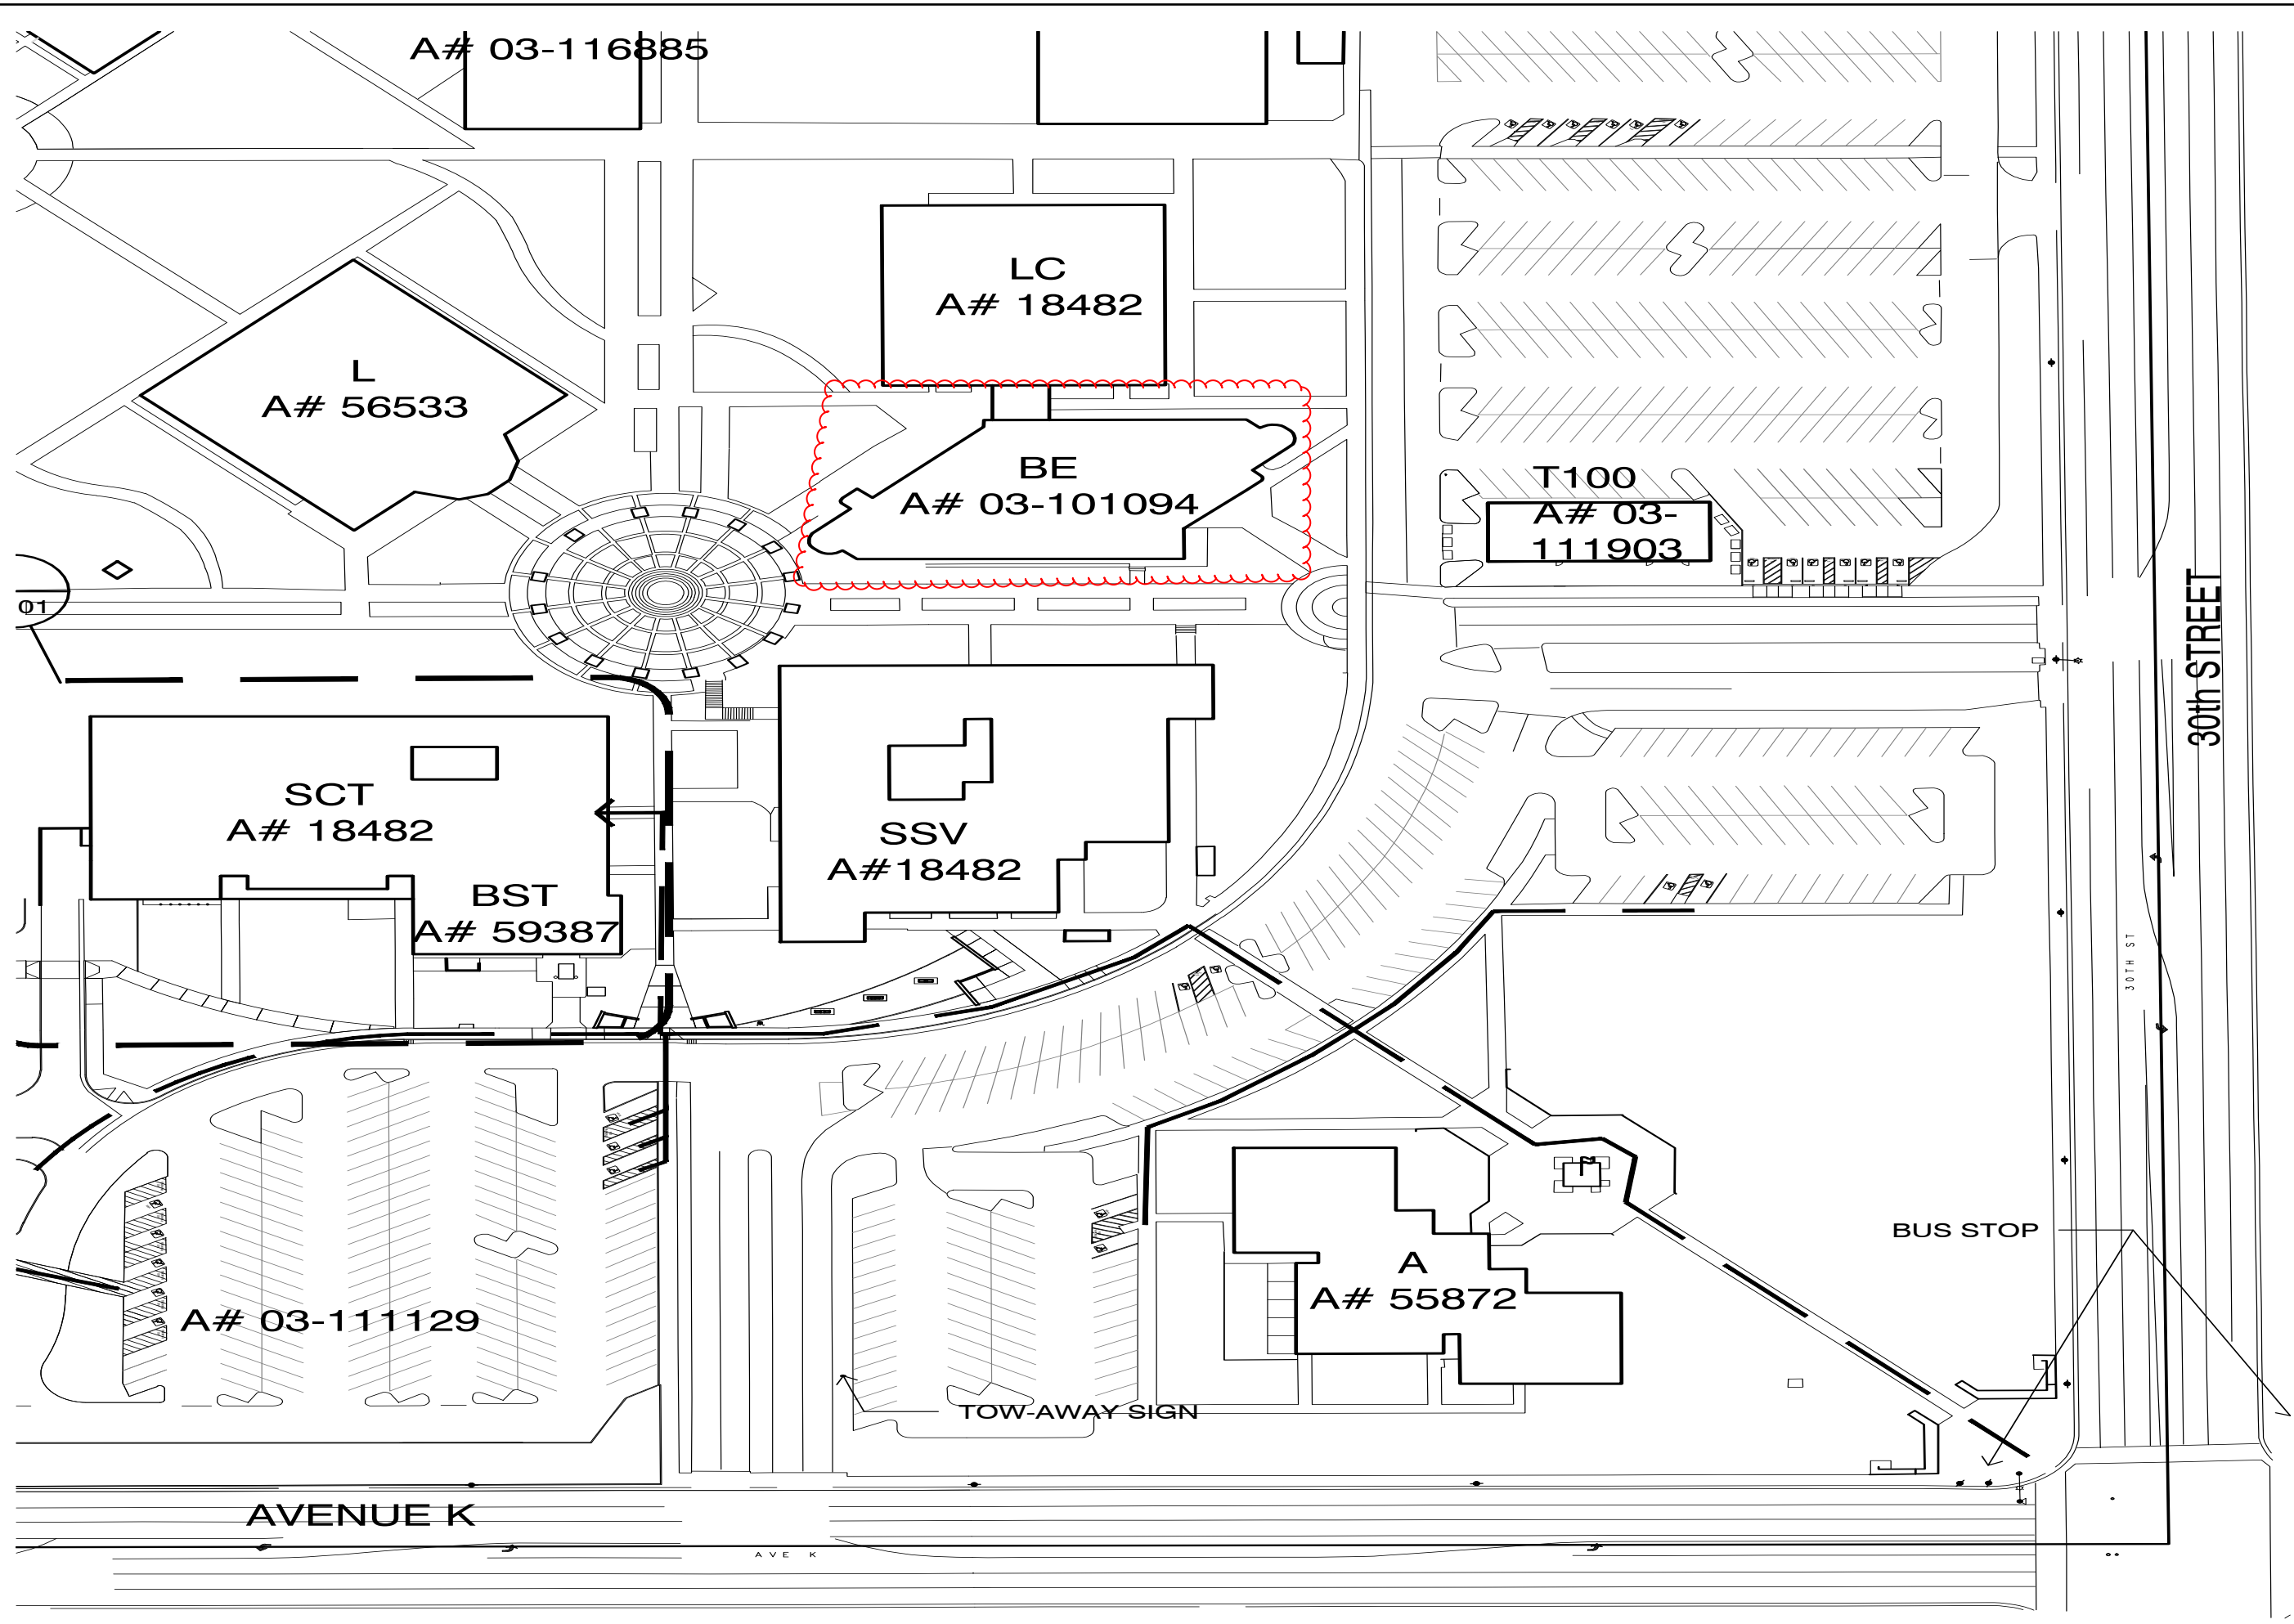 A# 03-116885
LC
A# 18482
L
A# 56533
BE
A# 03-101094
T100
A# 03-
111903
01
30th STREET
SCT
A# 18482
SSV
A#18482
BST
A# 59387
30TH ST
BUS STOP
A
A# 55872
A# 03-111129
TOW-AWAY SIGN
AVENUE K
AVE K